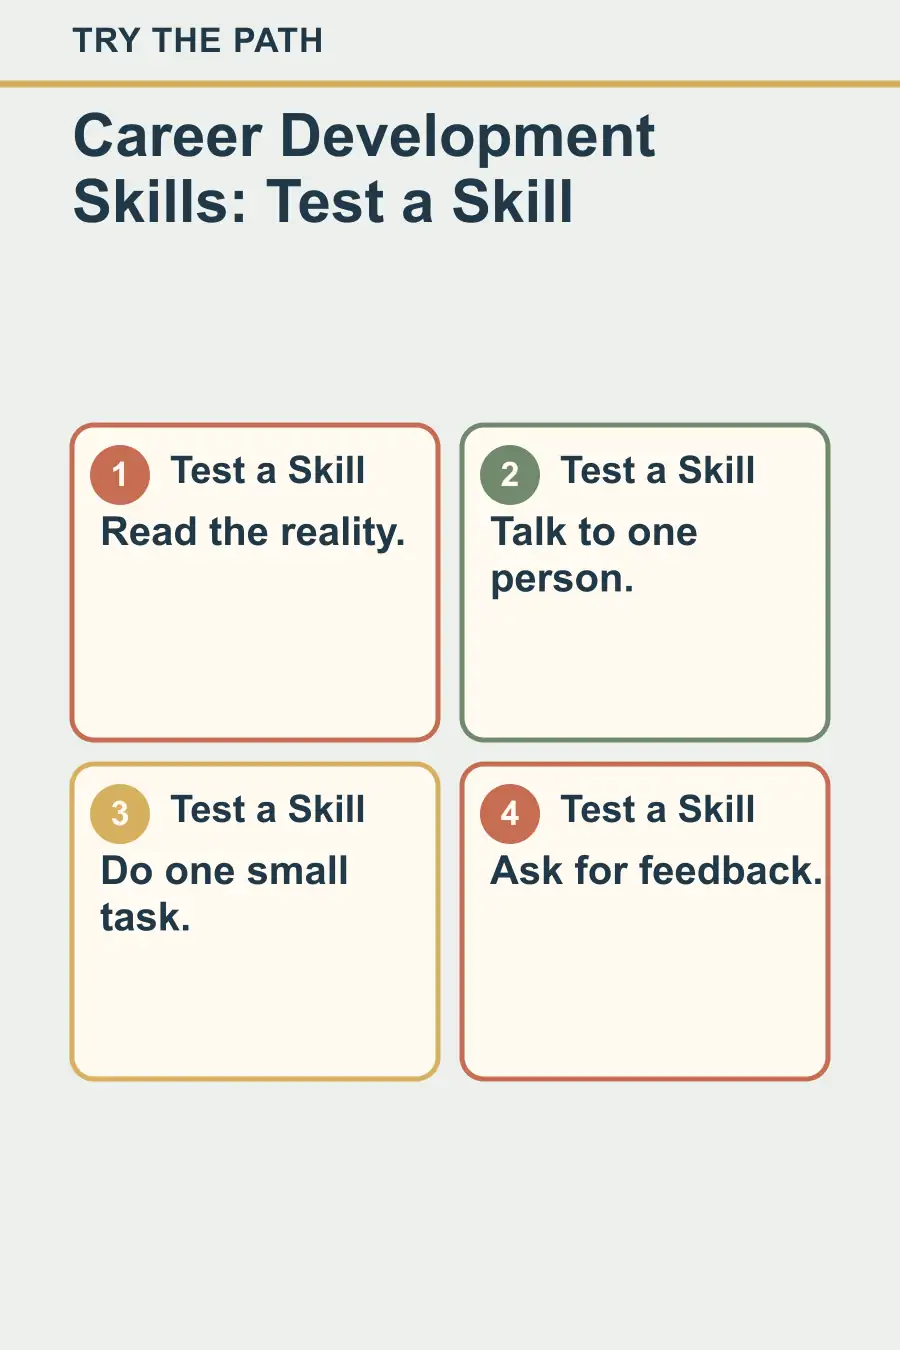 TRY THE PATH
Career Development
Skills: Test a Skill
1 Test a Skill
Read the reality.
2 Test a Skill
Talk to one
person.
3 Test a Skill
Do one small
task.
4 Test a Skill
Ask for feedback.